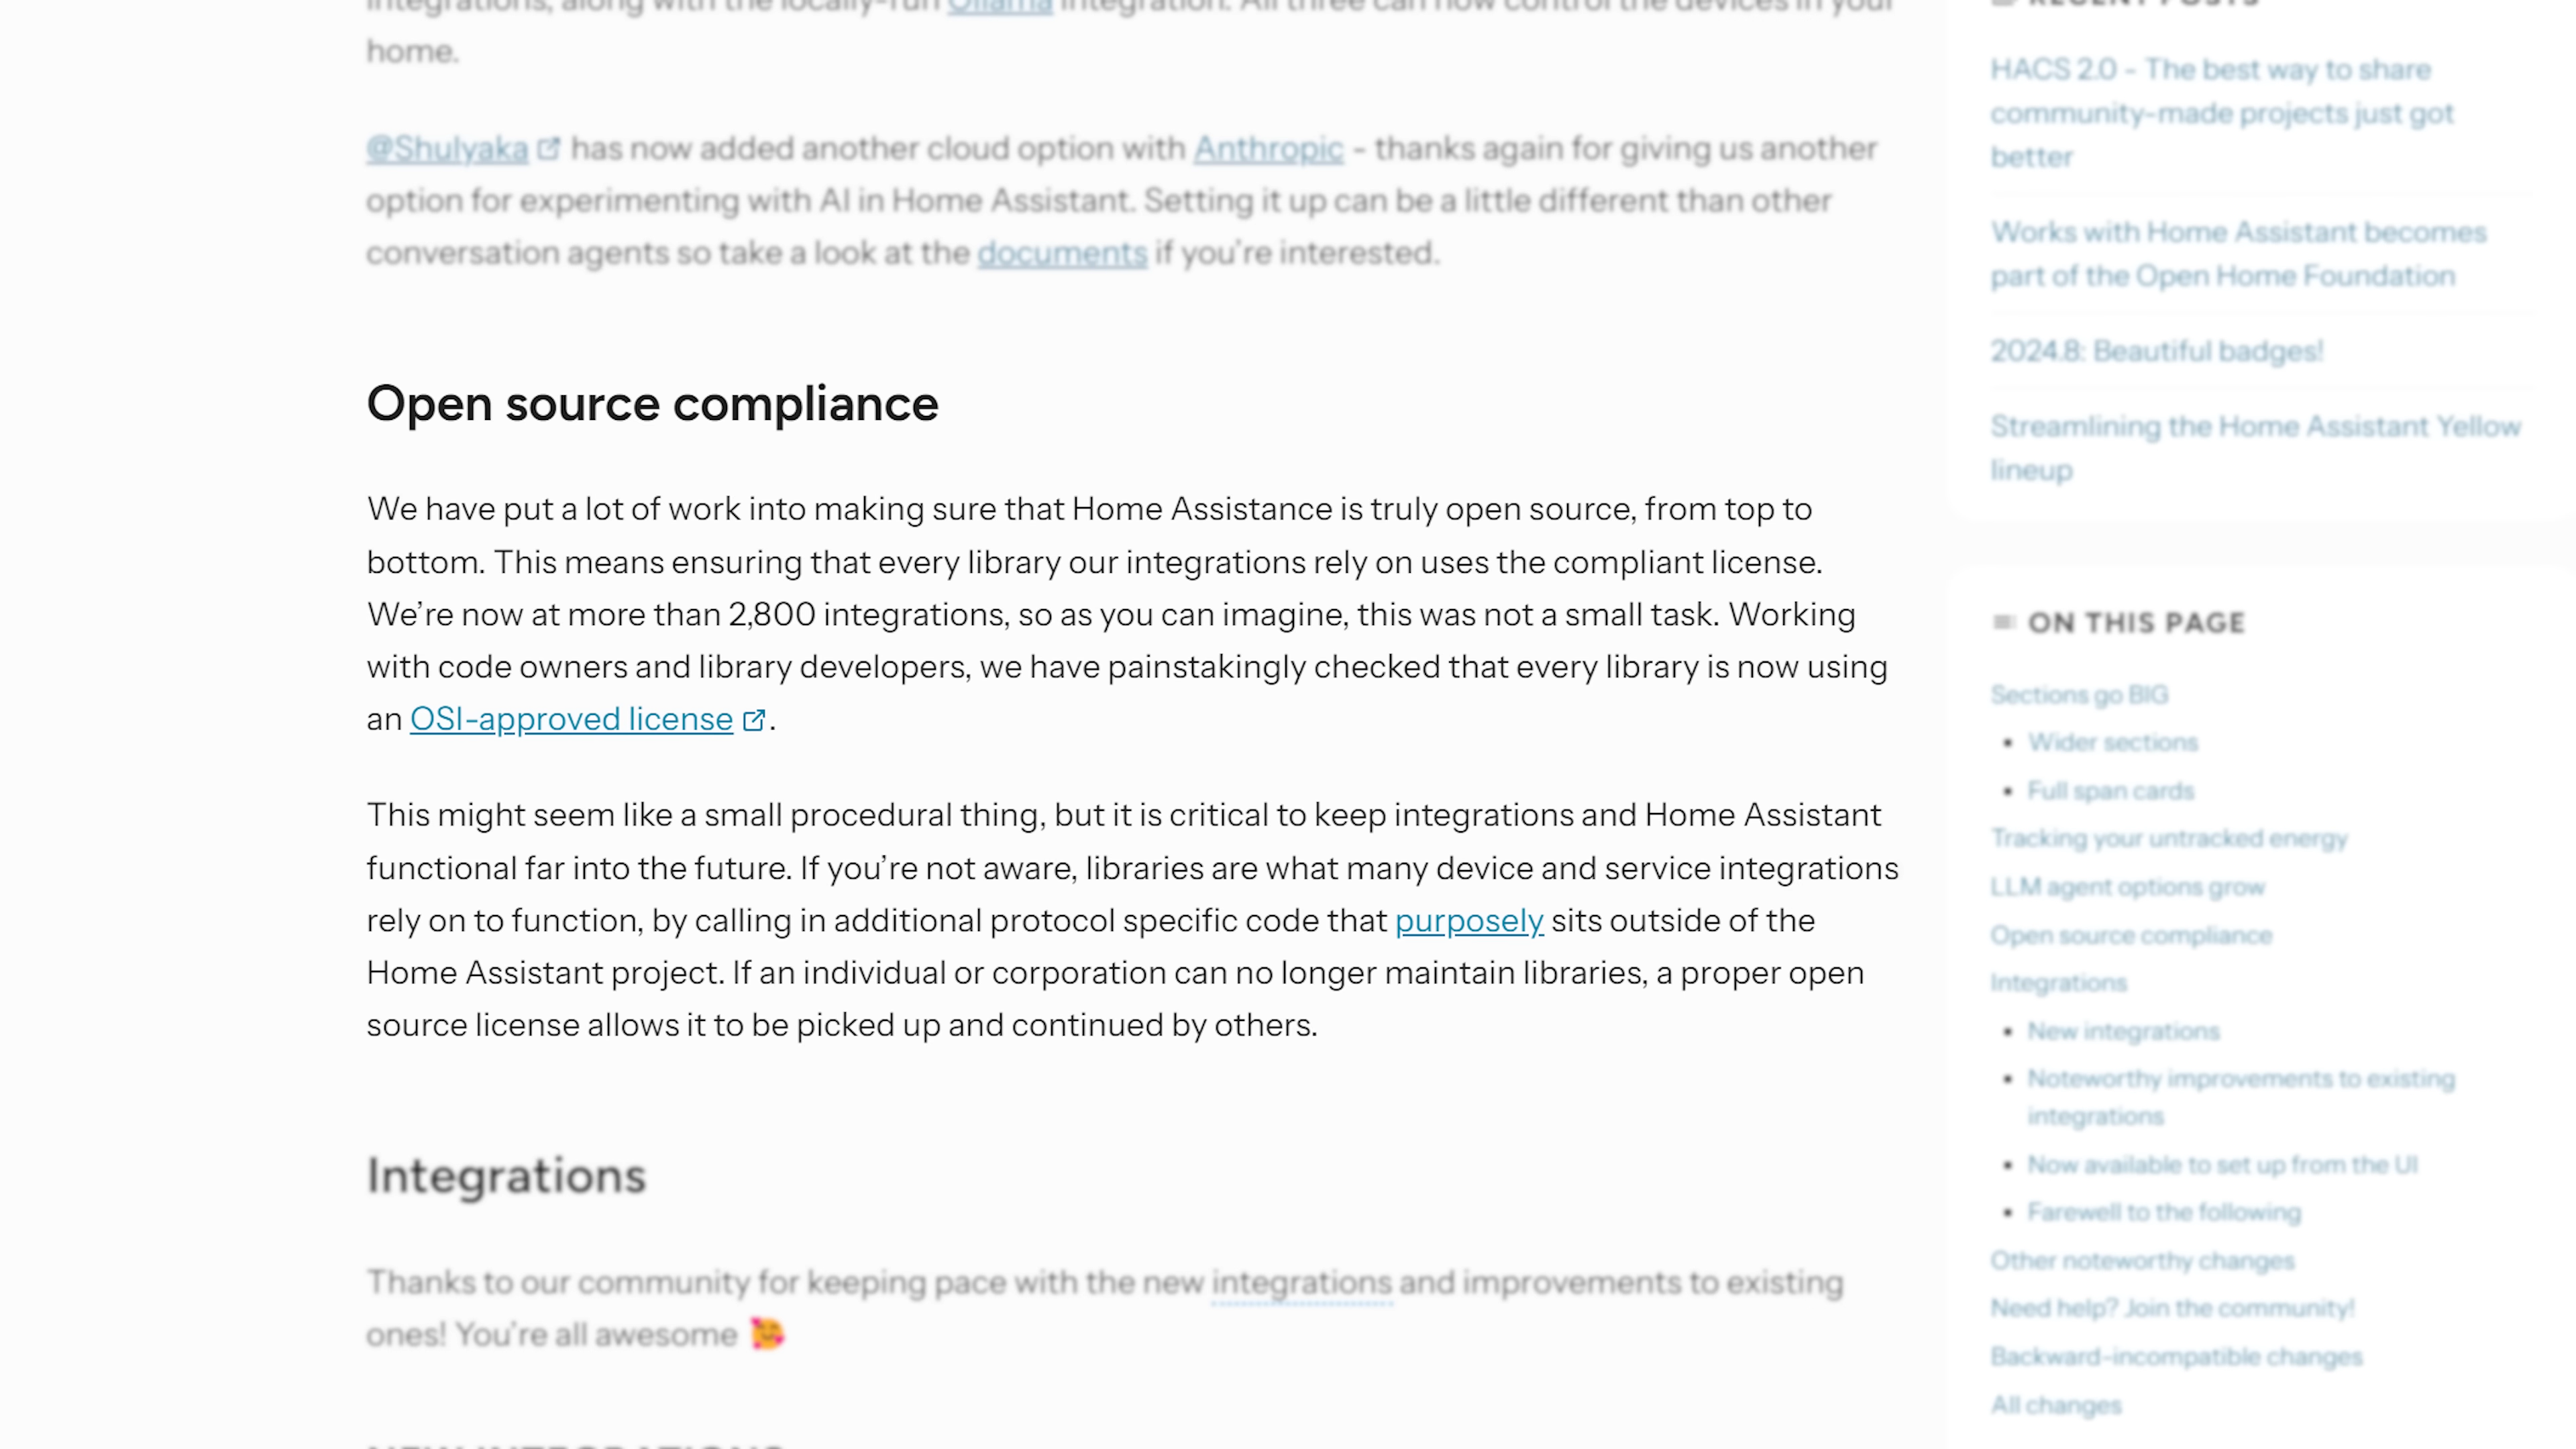 integrations, along with the locally-run Ollama integration. All three can now control the devices in your
home.
@Shulyaka has now added another cloud option with Anthropic - thanks again for giving us another
option for experimenting with AI in Home Assistant. Setting it up can be a little different than other
conversation agents so take a look at the documents if you're interested.
Open source compliance
We have put a lot of work into making sure that Home Assistance is truly open source, from top to
bottom. This means ensuring that every library our integrations rely on uses the compliant license.
We’re now at more than 2,800 integrations, so as you can imagine, this was not a small task. Working
with code owners and library developers, we have painstakingly checked that every library is now using
an OSI-approved license.
This might seem like a small procedural thing, but it is critical to keep integrations and Home Assistant
functional far into the future. If you’re not aware, libraries are what many device and service integrations
rely on to function, by calling in additional protocol specific code that purposely sits outside of the
Home Assistant project. If an individual or corporation can no longer maintain libraries, a proper open
source license allows it to be picked up and continued by others.
Integrations
Thanks to our community for keeping pace with the new integrations and improvements to existing
ones! You’re all awesome 🥰
NEW INTEGRATIONS
RECENT POSTS
HACS 2.0 - The best way to share
community-made projects just got
better
Works with Home Assistant becomes
part of the Open Home Foundation
2024.8: Beautiful badges!
Streamlining the Home Assistant Yellow
lineup
ON THIS PAGE
Sections go BIG
Wider sections
Full span cards
Tracking your untracked energy
LLM agent options grow
Open source compliance
Integrations
New integrations
Noteworthy improvements to existing
integrations
Now available to set up from the UI
Farewell to the following
Other noteworthy changes
Need help? Join the community!
Backward-incompatible changes
All changes